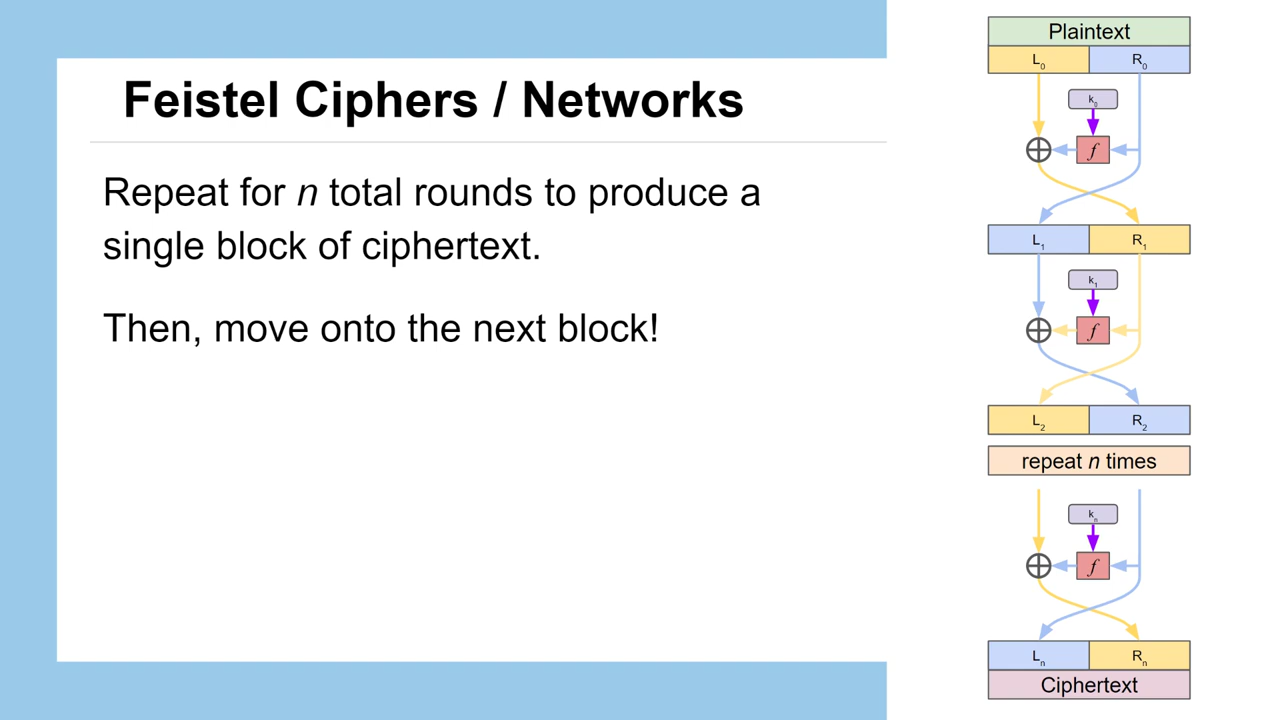 Feistel Ciphers / Networks
Repeat for n total rounds to produce a
single block of ciphertext.
Then, move onto the next block!
Plaintext
L₀ R₀
k₀
f
L₁ R₁
k₁
f
L₂ R₂
repeat n times
kₙ
f
Lₙ Rₙ
Ciphertext